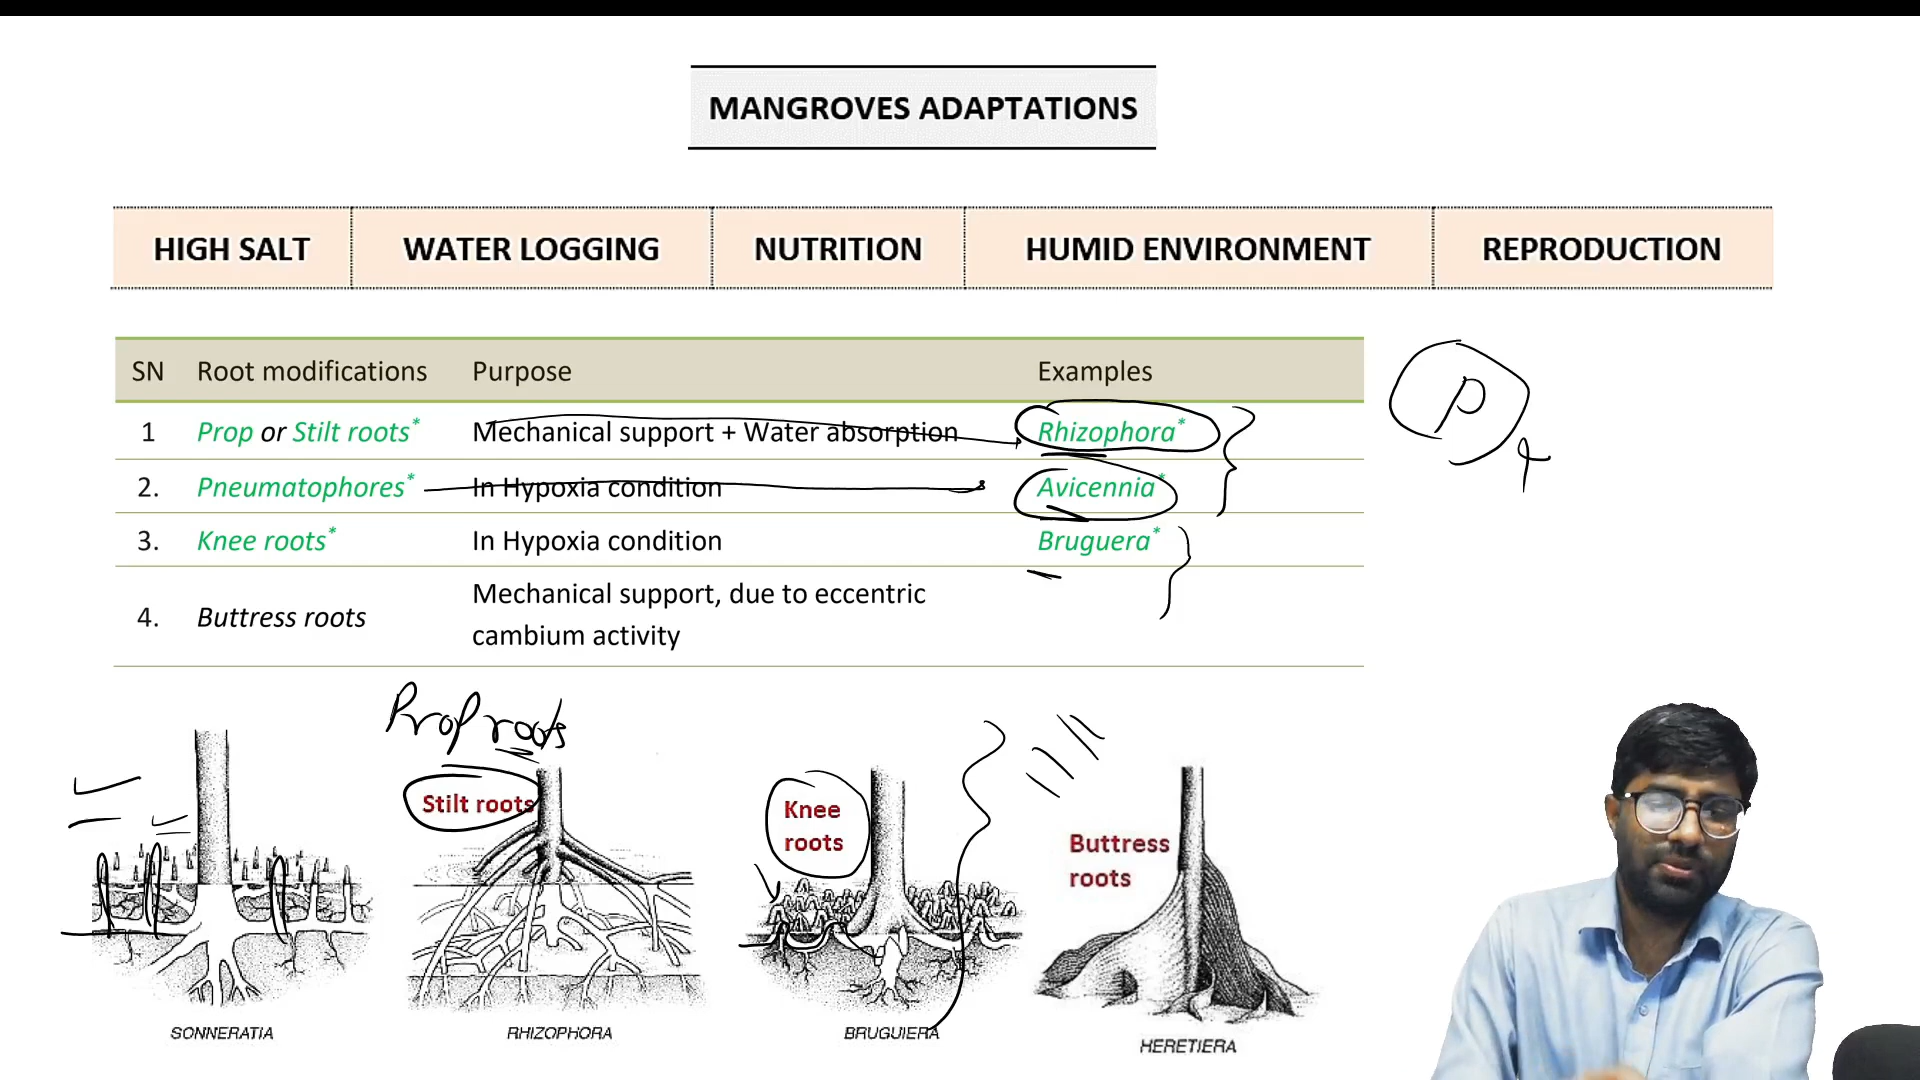 MANGROVES ADAPTATIONS
HIGH SALT WATER LOGGING NUTRITION HUMID ENVIRONMENT REPRODUCTION
SN Root modifications Purpose Examples
1 Prop or Stilt roots* Mechanical support + Water absorption Rhizophora*
2. Pneumatophores* In Hypoxia condition Avicennia*
3. Knee roots* In Hypoxia condition Bruguera*
4. Buttress roots Mechanical support, due to eccentric
cambium activity
P
Prop roots
Stilt roots
Knee
roots
Buttress
roots
SONNERATIA
RHIZOPHORA
BRUGUIERA
HERETIERA